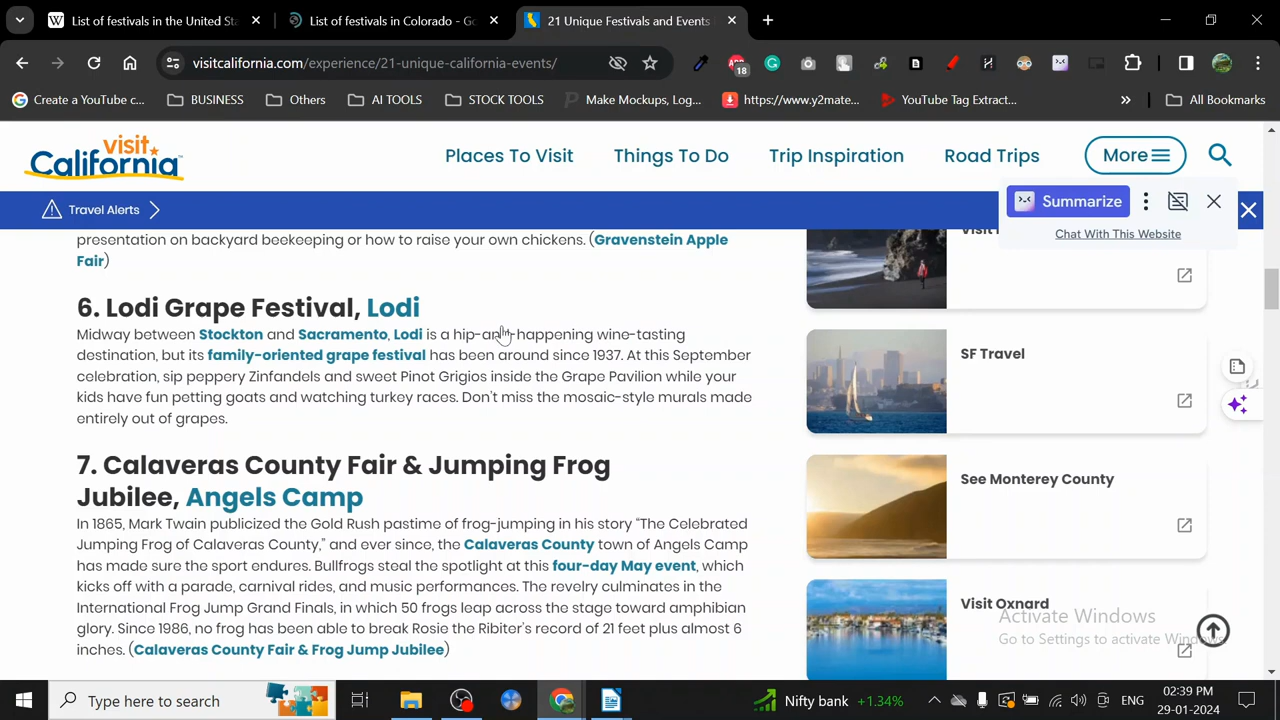 List of festivals in the United Sta
List of festivals in Colorado - Go
21 Unique Festivals and Events
visitcalifornia.com/experience/21-unique-california-events/
18
Create a YouTube c...
BUSINESS
Others
AI TOOLS
STOCK TOOLS
Make Mockups, Log...
https://www.y2mate...
YouTube Tag Extract...
All Bookmarks
visit
California
Places To Visit
Things To Do
Trip Inspiration
Road Trips
More
Travel Alerts
Summarize
Chat With This Website
presentation on backyard beekeeping or how to raise your own chickens. (Gravenstein Apple
Fair)
6. Lodi Grape Festival, Lodi
Midway between Stockton and Sacramento, Lodi is a hip-and-happening wine-tasting
destination, but its family-oriented grape festival has been around since 1937. At this September
celebration, sip peppery Zinfandels and sweet Pinot Grigios inside the Grape Pavilion while your
kids have fun petting goats and watching turkey races. Don't miss the mosaic-style murals made
entirely out of grapes.
7. Calaveras County Fair & Jumping Frog
Jubilee, Angels Camp
In 1865, Mark Twain publicized the Gold Rush pastime of frog-jumping in his story “The Celebrated
Jumping Frog of Calaveras County,” and ever since, the Calaveras County town of Angels Camp
has made sure the sport endures. Bullfrogs steal the spotlight at this four-day May event, which
kicks off with a parade, carnival rides, and music performances. The revelry culminates in the
International Frog Jump Grand Finals, in which 50 frogs leap across the stage toward amphibian
glory. Since 1986, no frog has been able to break Rosie the Ribiter's record of 21 feet plus almost 6
inches. (Calaveras County Fair & Frog Jump Jubilee)
SF Travel
See Monterey County
Visit Oxnard
Activate Windows
Go to Settings to activate Windows.
Type here to search
Nifty bank +1.34%
ENG
02:39 PM
29-01-2024